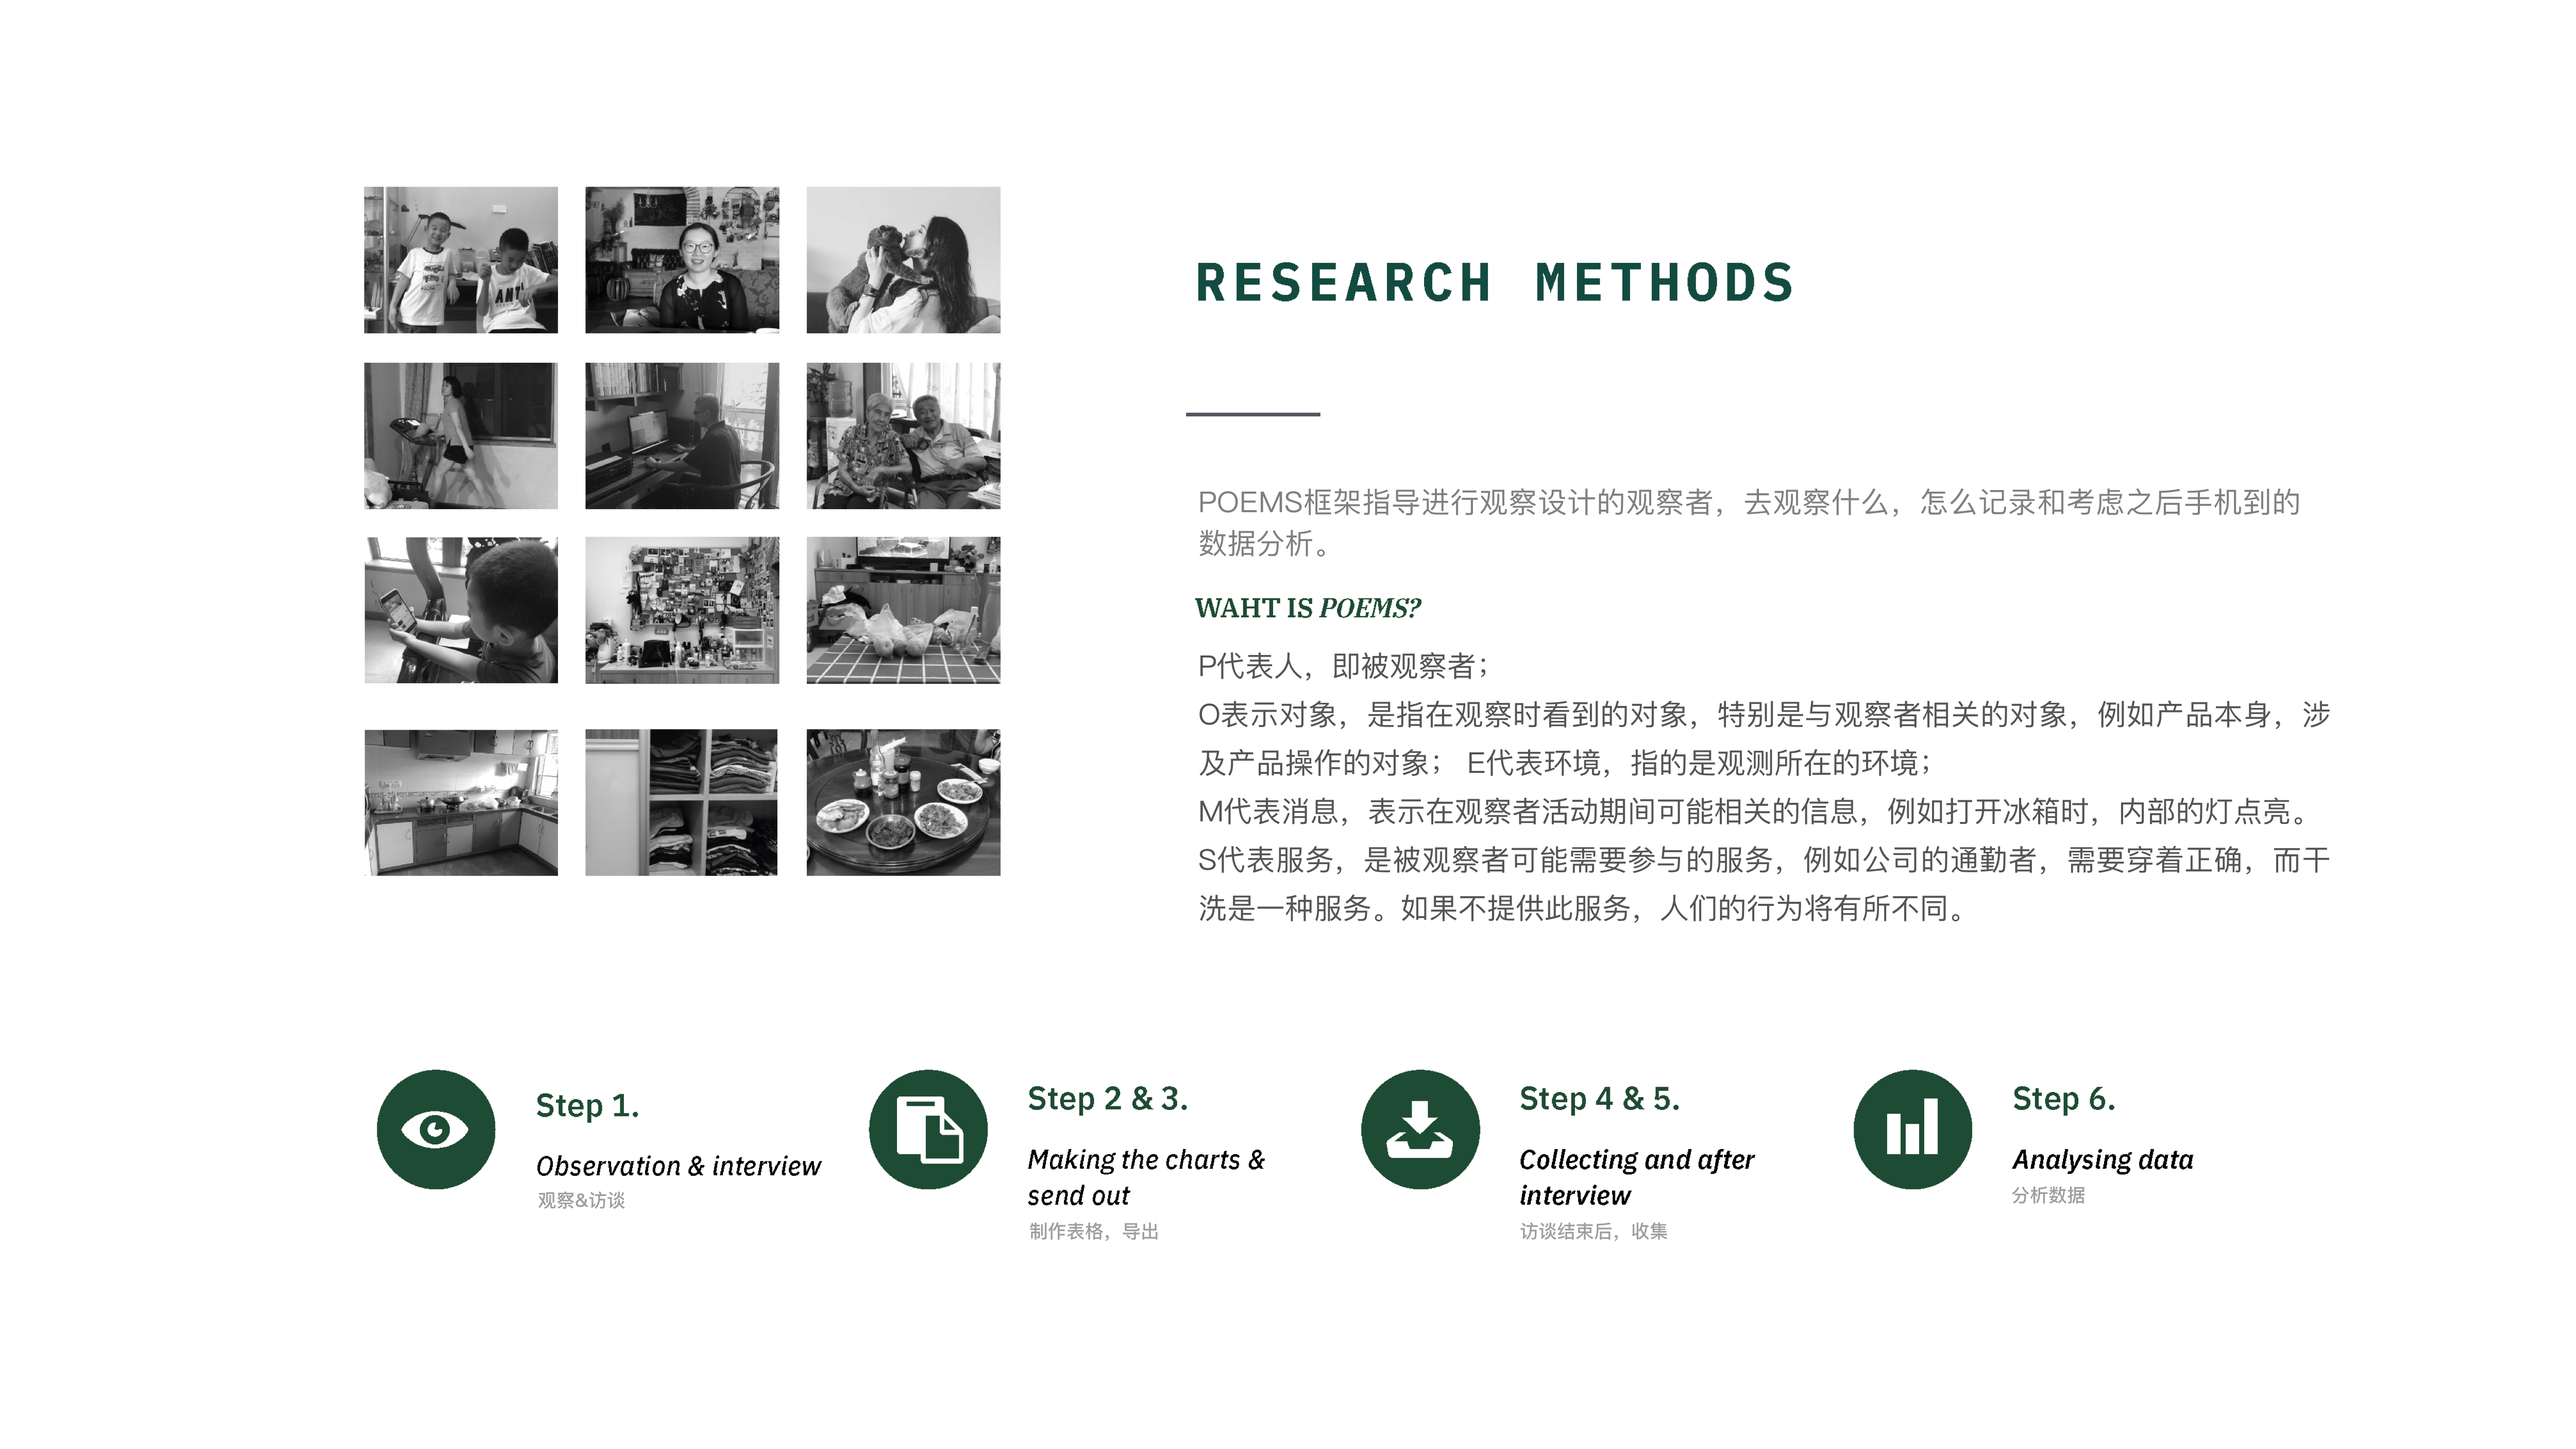 RESEARCH METHODS
POEMS框架指导进行观察设计的观察者，去观察什么，怎么记录和考虑之后手机到的
数据分析。
WAHT IS POEMS?
P代表人，即被观察者；
O表示对象，是指在观察时看到的对象，特别是与观察者相关的对象，例如产品本身，涉
及产品操作的对象； E代表环境，指的是观测所在的环境；
M代表消息，表示在观察者活动期间可能相关的信息，例如打开冰箱时，内部的灯点亮。
S代表服务，是被观察者可能需要参与的服务，例如公司的通勤者，需要穿着正确，而干
洗是一种服务。如果不提供此服务，人们的行为将有所不同。
Step 1.
Observation & interview
观察&访谈
Step 2 & 3.
Making the charts &
send out
制作表格，导出
Step 4 & 5.
Collecting and after
interview
访谈结束后，收集
Step 6.
Analysing data
分析数据